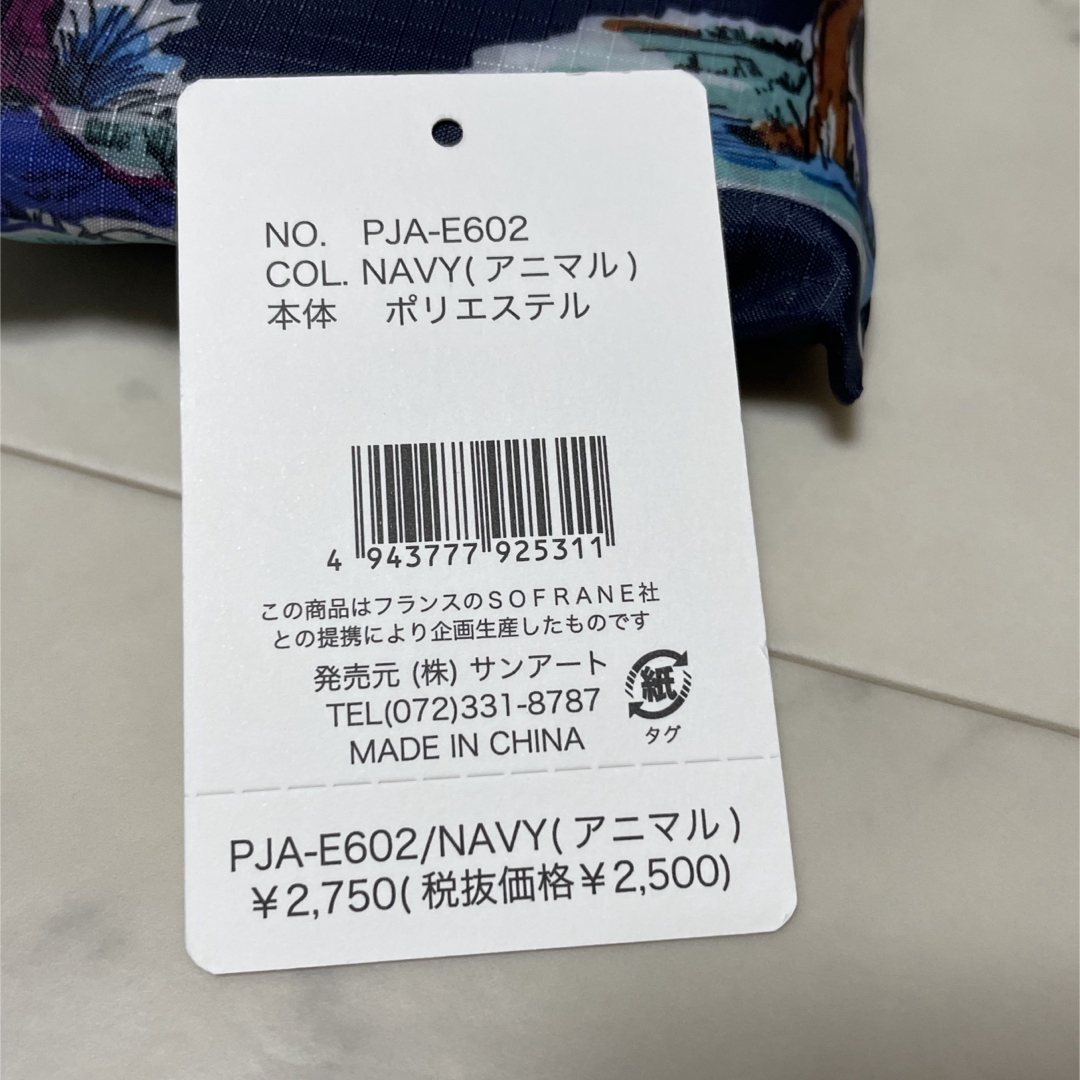 NO. PJA-E602
COL. NAVY(アニマル)
本体 ポリエステル
4 943777 925311
この商品はフランスのSOFRANE社
との提携により企画生産したものです
発売元 (株) サンアート
TEL(072)331-8787
MADE IN CHINA
紙
タグ
PJA-E602/NAVY(アニマル)
¥2,750(税抜価格¥2,500)